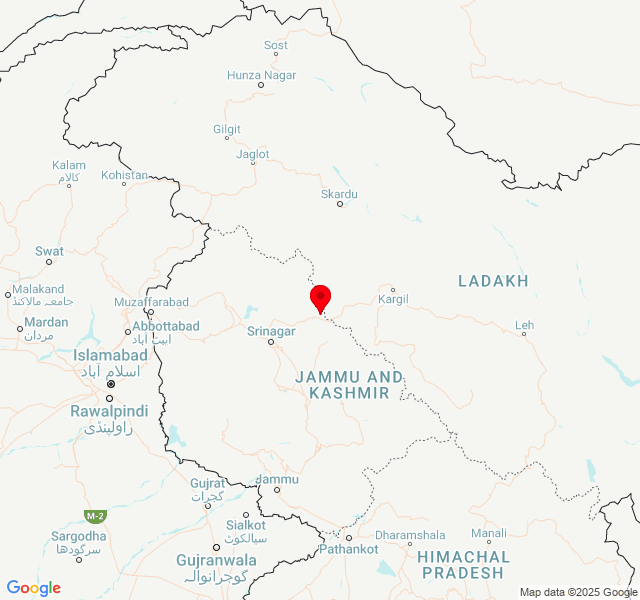 Sost
Hunza Nagar
Gilgit
Jaglot
Kalam
كالام
Kohistan
Skardu
Swat
LADAKH
Malakand
جامعہ مالاکنڈ
Kargil
Muzaffarabad
Mardan
مردان
Abbottabad
ایبٹ آباد
Srinagar
Leh
Islamabad
اسلام آباد
JAMMU AND
KASHMIR
Rawalpindi
راولپنڈی
Jammu
Gujrat
گجرات
M-2
Sialkot
سیالکوٹ
Sargodha
سرگودھا
Dharamshala
Manali
Pathankot
Gujranwala
گوجرانوالہ
HIMACHAL
PRADESH
Google
Map data ©2025 Google